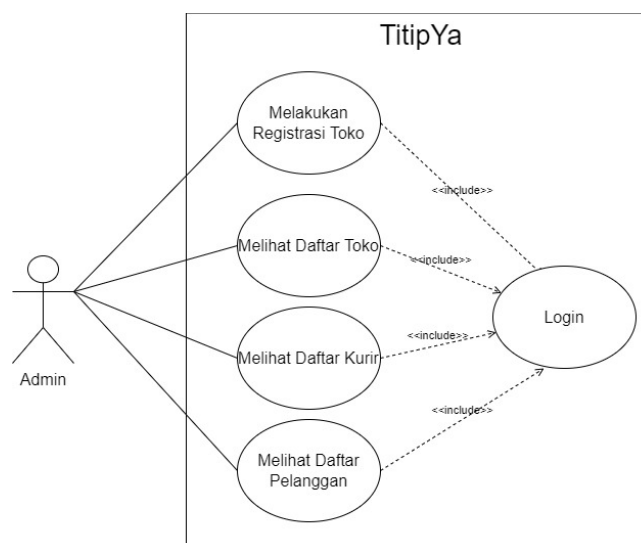 TitipYa
Melakukan
Registrasi Toko
<<include>>
Melihat Daftar Toko
<<include>>
Login
Melihat Daftar Kurir
<<include>>
Admin
<<include>>
Melihat Daftar
Pelanggan